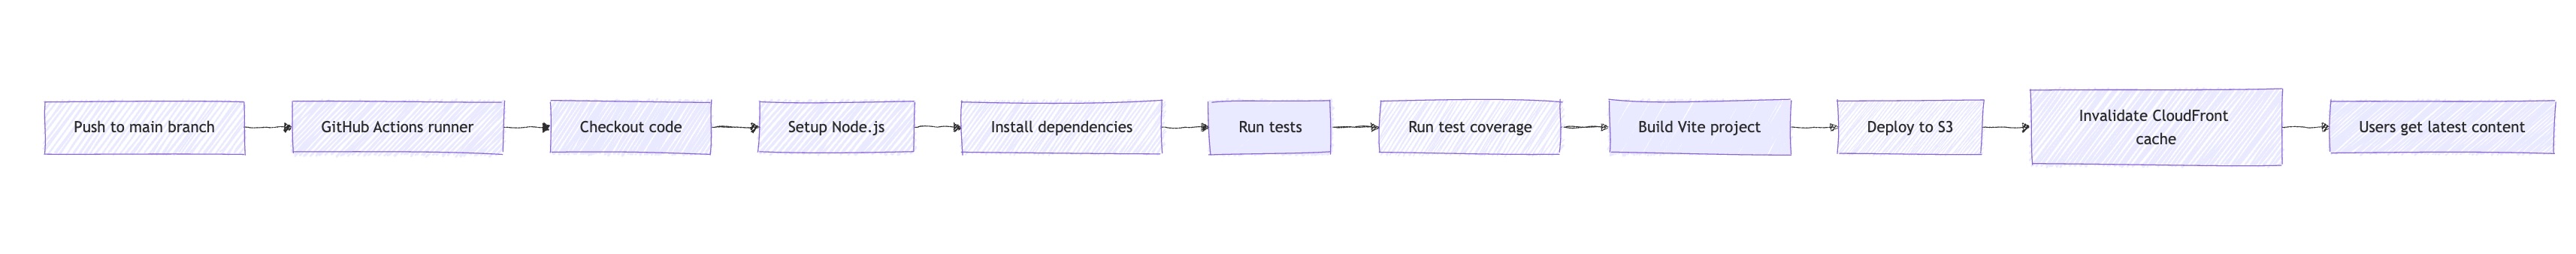 Push to main branch
GitHub Actions runner
Checkout code
Setup Node.js
Install dependencies
Run tests
Run test coverage
Build Vite project
Deploy to S3
Invalidate CloudFront
cache
Users get latest content